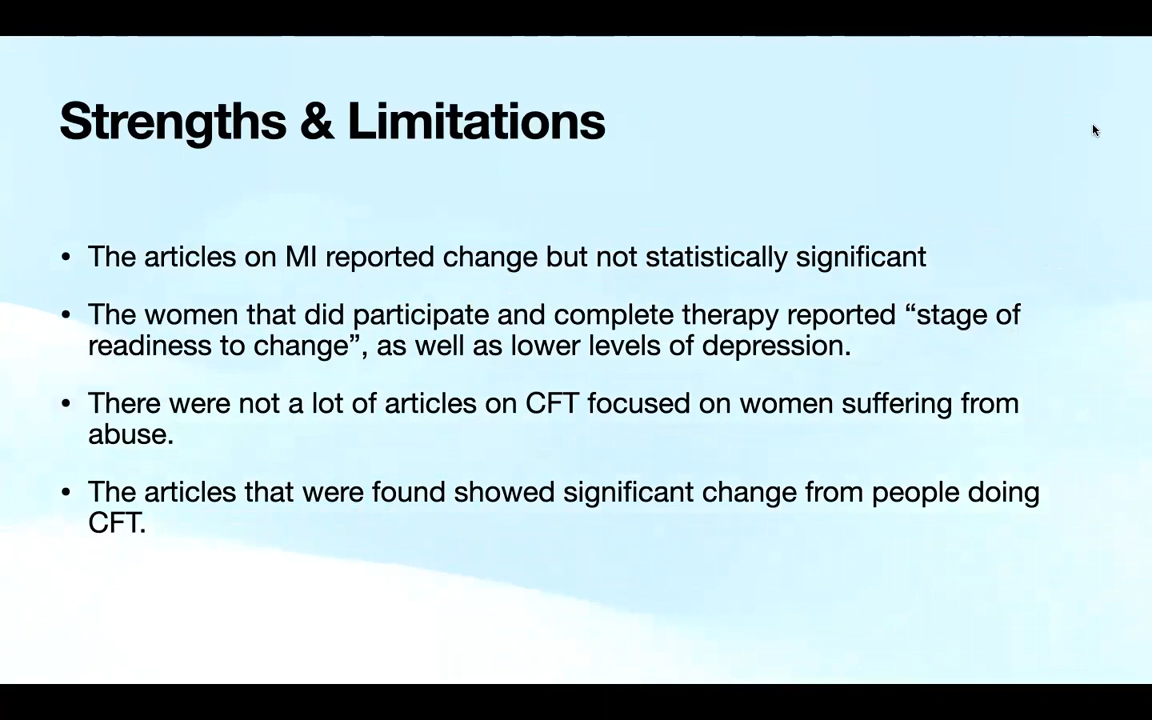 Strengths & Limitations
• The articles on MI reported change but not statistically significant
• The women that did participate and complete therapy reported “stage of
readiness to change”, as well as lower levels of depression.
• There were not a lot of articles on CFT focused on women suffering from
abuse.
• The articles that were found showed significant change from people doing
CFT.